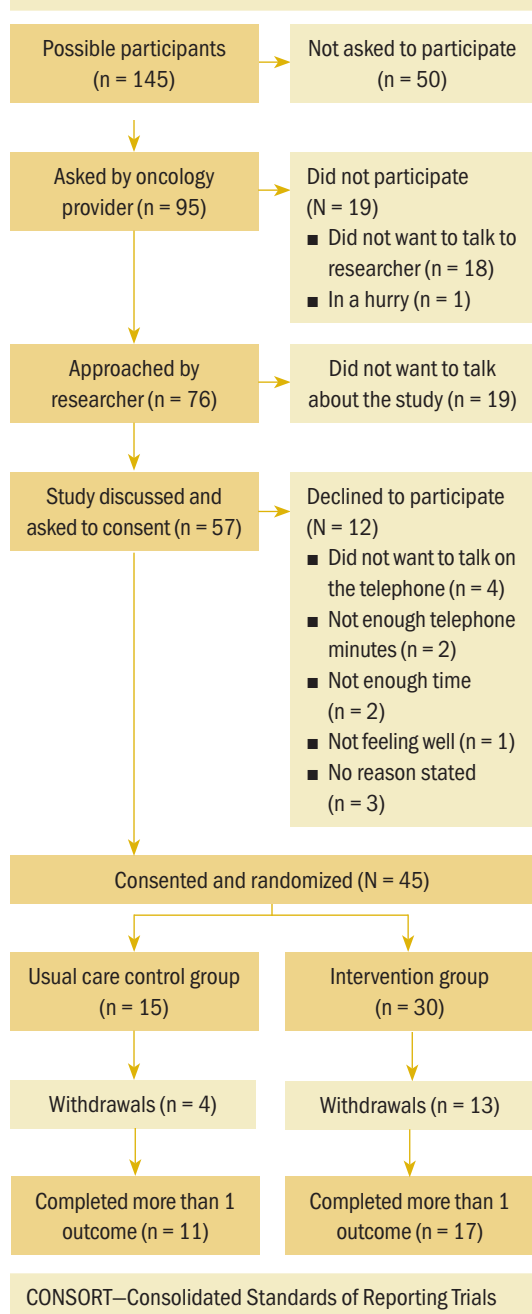 Possible participants
(n = 145)
Not asked to participate
(n = 50)
Asked by oncology
provider (n = 95)
Did not participate
(N = 19)
■ Did not want to talk to
researcher (n = 18)
■ In a hurry (n = 1)
Approached by
researcher (n = 76)
Did not want to talk
about the study (n = 19)
Study discussed and
asked to consent (n = 57)
Declined to participate
(N = 12)
■ Did not want to talk on
the telephone (n = 4)
■ Not enough telephone
minutes (n = 2)
■ Not enough time
(n = 2)
■ Not feeling well (n = 1)
■ No reason stated
(n = 3)
Consented and randomized (N = 45)
Usual care control group
(n = 15)
Intervention group
(n = 30)
Withdrawals (n = 4)
Withdrawals (n = 13)
Completed more than 1
outcome (n = 11)
Completed more than 1
outcome (n = 17)
CONSORT—Consolidated Standards of Reporting Trials